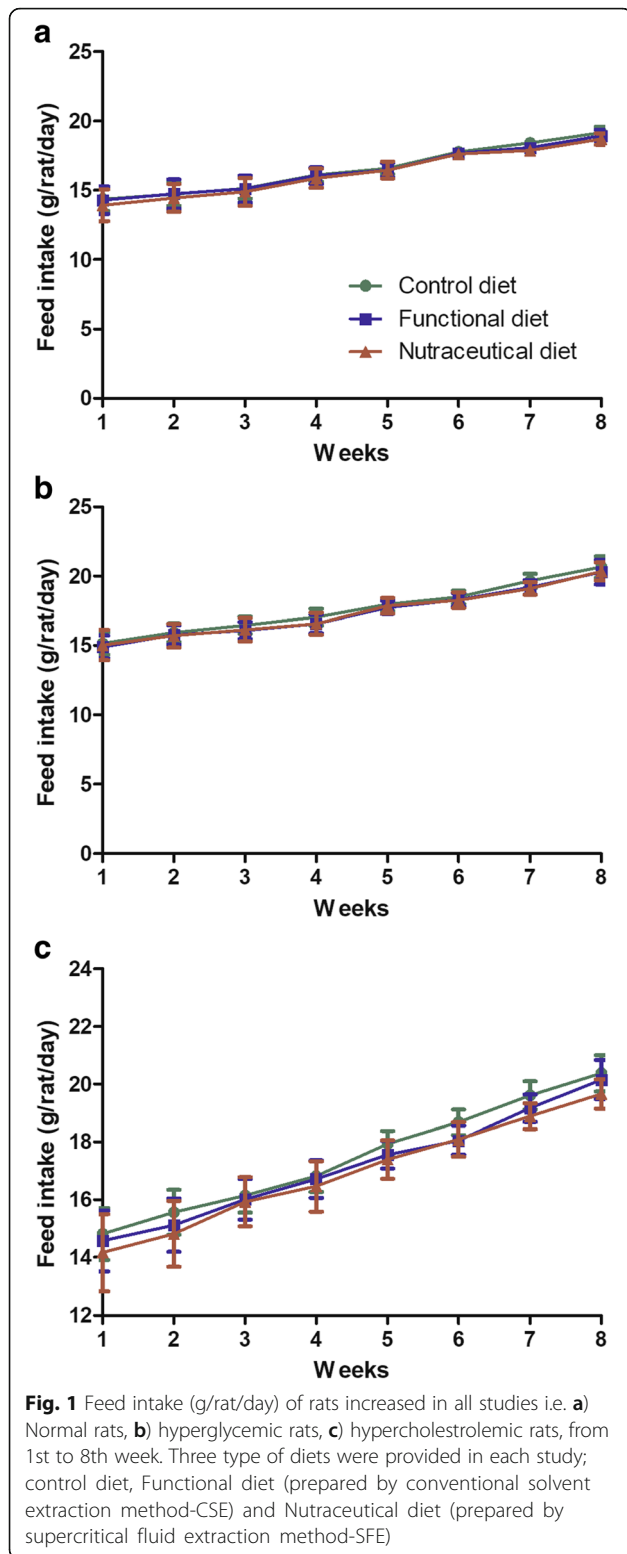 a
25
20
15
10
5
0
Feed intake (g/rat/day)
Control diet
Functional diet
Nutraceutical diet
1 2 3 4 5 6 7 8
Weeks
b
25
20
15
10
5
0
Feed intake (g/rat/day)
1 2 3 4 5 6 7 8
Weeks
c
24
22
20
18
16
14
12
Feed intake (g/rat/day)
1 2 3 4 5 6 7 8
Weeks
Fig. 1 Feed intake (g/rat/day) of rats increased in all studies i.e. a)
Normal rats, b) hyperglycemic rats, c) hypercholestrolemic rats, from
1st to 8th week. Three type of diets were provided in each study;
control diet, Functional diet (prepared by conventional solvent
extraction method-CSE) and Nutraceutical diet (prepared by
supercritical fluid extraction method-SFE)